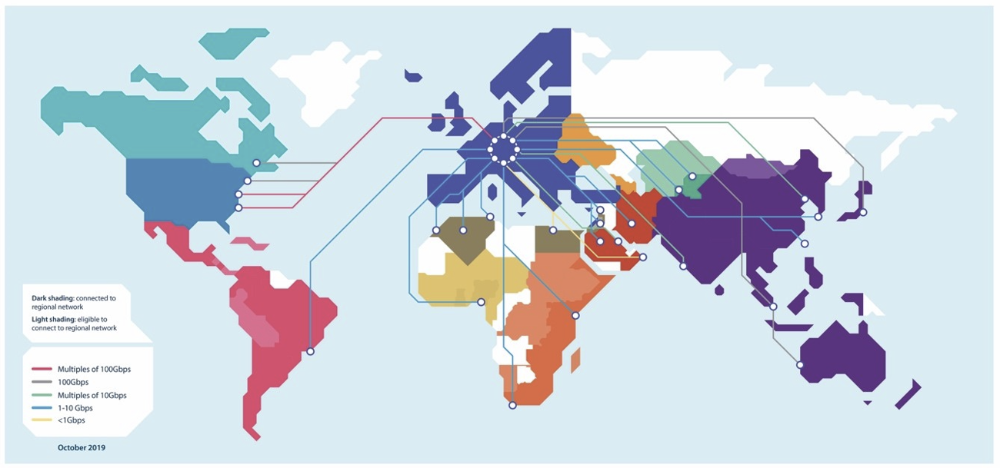 Dark shading: connected to
regional network
Light shading: eligible to
connect to regional network
Multiples of 100Gbps
100Gbps
Multiples of 10Gbps
1-10 Gbps
<1Gbps
October 2019